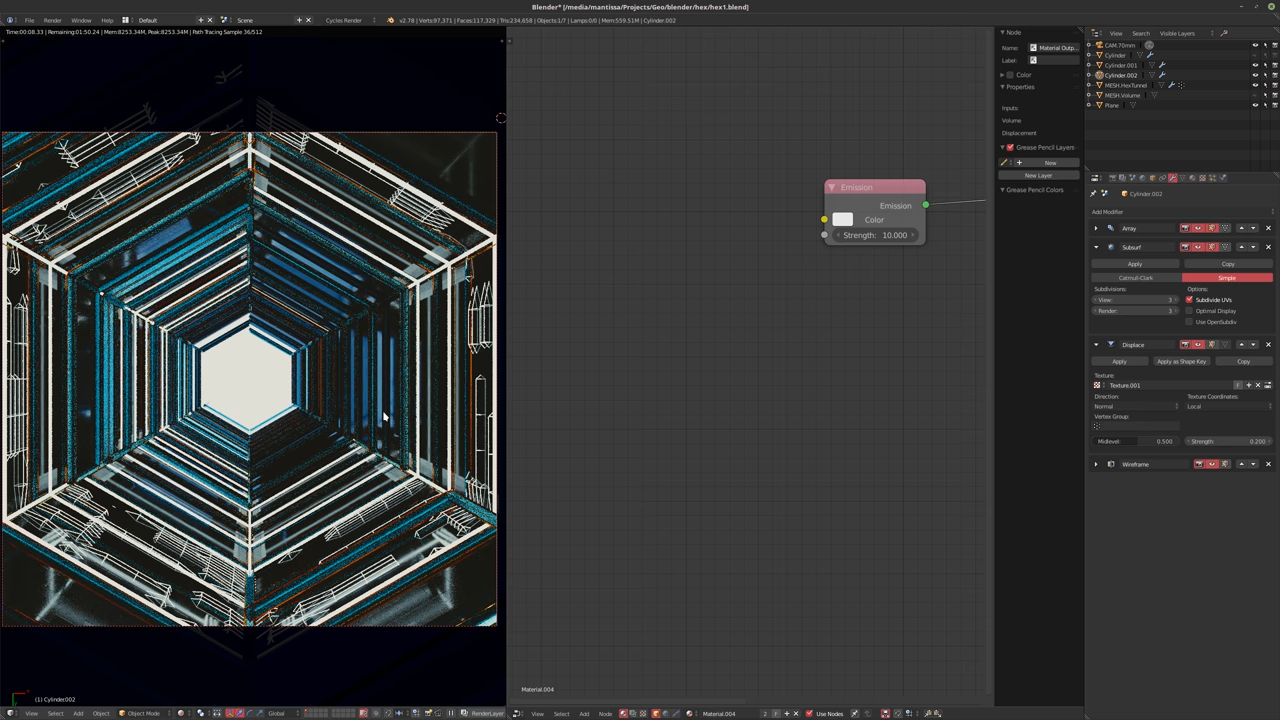 Blender* [/media/mantissa/Projects/Geo/blender/hex/hex1.blend]
File Render Window Help Default Scene Cycles Render v2.78 | Verts:97,371 | Faces:117,329 | Tris:234,658 | Objects:1/7 | Lamps:0/0 | Mem:559.51M | Cylinder.002
Time:00:08.33 | Remaining:01:50.24 | Mem:8253.34M, Peak:8253.34M | Path Tracing Sample 36/512
(1) Cylinder.002
View Select Add Object Object Mode Global RenderLayer
Emission
Emission
Color
Strength: 10.000
Material.004
View Select Add Node Material.004 2 F Use Nodes
Node
Name: Material Outp...
Label:
Color
Properties
Inputs:
Volume
Displacement
Grease Pencil Layers
New
New Layer
Grease Pencil Colors
View Search Visible Layers
CAM.70mm
Cylinder
Cylinder.001
Cylinder.002
MESH.HexTunnel
MESH.Volume
Plane
Cylinder.002
Add Modifier
Array
Subsurf
Apply Copy
Catmull-Clark Simple
Subdivisions: Options:
View: 3 Subdivide UVs
Render: 3 Optimal Display
Use OpenSubdiv
Displace
Apply Apply as Shape Key Copy
Texture:
Texture.001 F
Direction: Texture Coordinates:
Normal Local
Vertex Group:
Midlevel: 0.500 Strength: 0.200
Wireframe